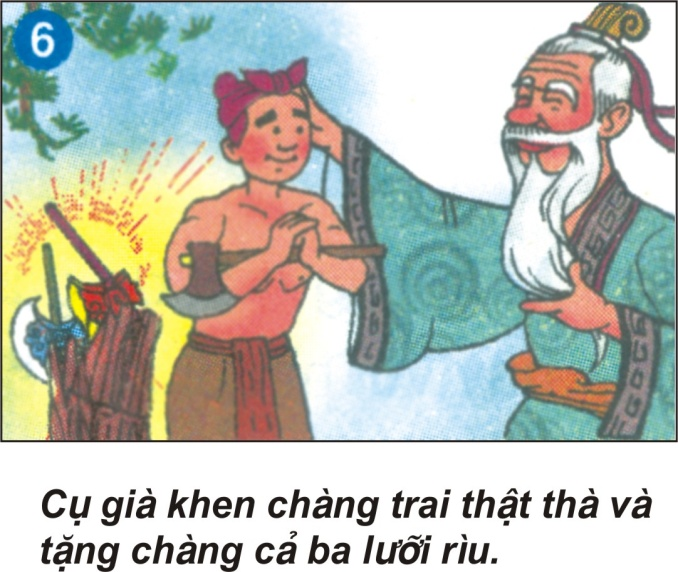 6
Cụ già khen chàng trai thật thà và
tặng chàng cả ba lưỡi rìu.